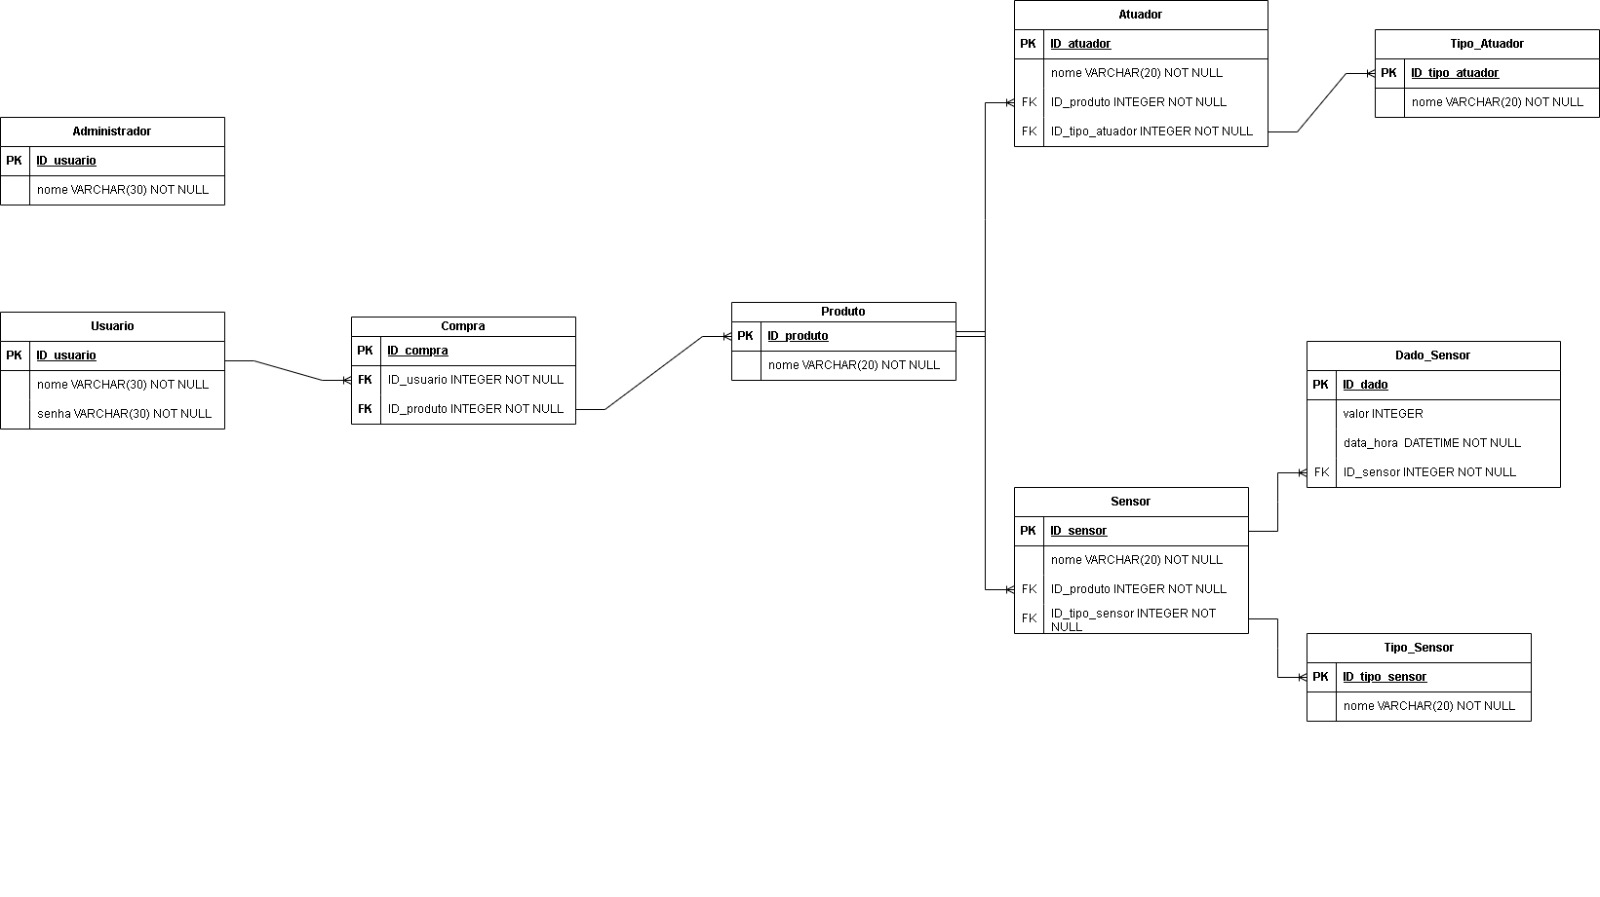 Administrador
PK ID_usuario
nome VARCHAR(30) NOT NULL
Usuario
PK ID_usuario
nome VARCHAR(30) NOT NULL
senha VARCHAR(30) NOT NULL
Compra
PK ID_compra
FK ID_usuario INTEGER NOT NULL
FK ID_produto INTEGER NOT NULL
Produto
PK ID_produto
nome VARCHAR(20) NOT NULL
Atuador
PK ID_atuador
nome VARCHAR(20) NOT NULL
FK ID_produto INTEGER NOT NULL
FK ID_tipo_atuador INTEGER NOT NULL
Tipo_Atuador
PK ID_tipo_atuador
nome VARCHAR(20) NOT NULL
Sensor
PK ID_sensor
nome VARCHAR(20) NOT NULL
FK ID_produto INTEGER NOT NULL
FK ID_tipo_sensor INTEGER NOT
NULL
Dado_Sensor
PK ID_dado
valor INTEGER
data_hora DATETIME NOT NULL
FK ID_sensor INTEGER NOT NULL
Tipo_Sensor
PK ID_tipo_sensor
nome VARCHAR(20) NOT NULL